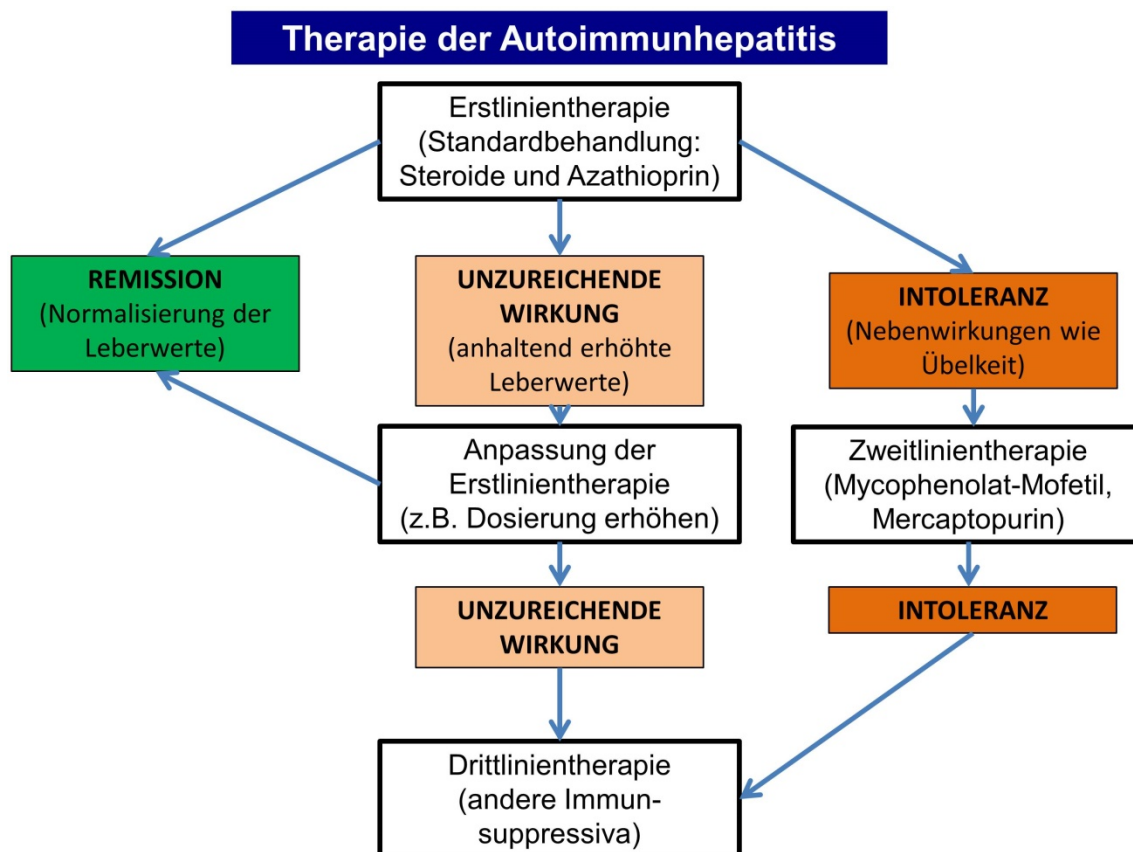 Therapie der Autoimmunhepatitis
Erstlinientherapie
(Standardbehandlung:
Steroide und Azathioprin)
REMISSION
(Normalisierung der
Leberwerte)
UNZUREICHENDE
WIRKUNG
(anhaltend erhöhte
Leberwerte)
INTOLERANZ
(Nebenwirkungen wie
Übelkeit)
Anpassung der
Erstlinientherapie
(z.B. Dosierung erhöhen)
Zweitlinientherapie
(Mycophenolat-Mofetil,
Mercaptopurin)
UNZUREICHENDE
WIRKUNG
INTOLERANZ
Drittlinientherapie
(andere Immun-
suppressiva)